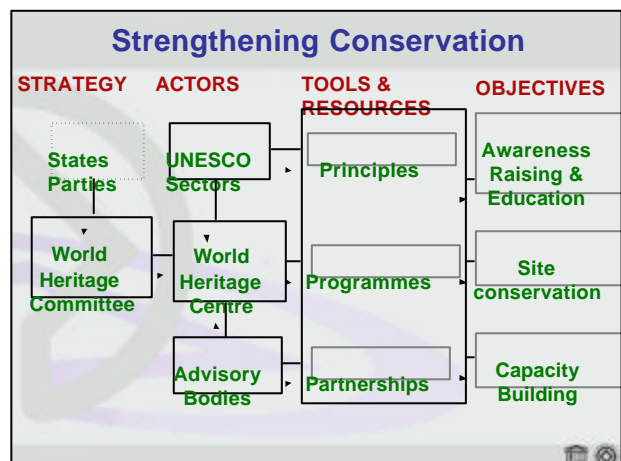 Strengthening Conservation
STRATEGY
ACTORS
TOOLS &
RESOURCES
OBJECTIVES
States
Parties
UNESCO
Sectors
Principles
Awareness
Raising &
Education
World
Heritage
Committee
World
Heritage
Centre
Programmes
Site
conservation
Advisory
Bodies
Partnerships
Capacity
Building